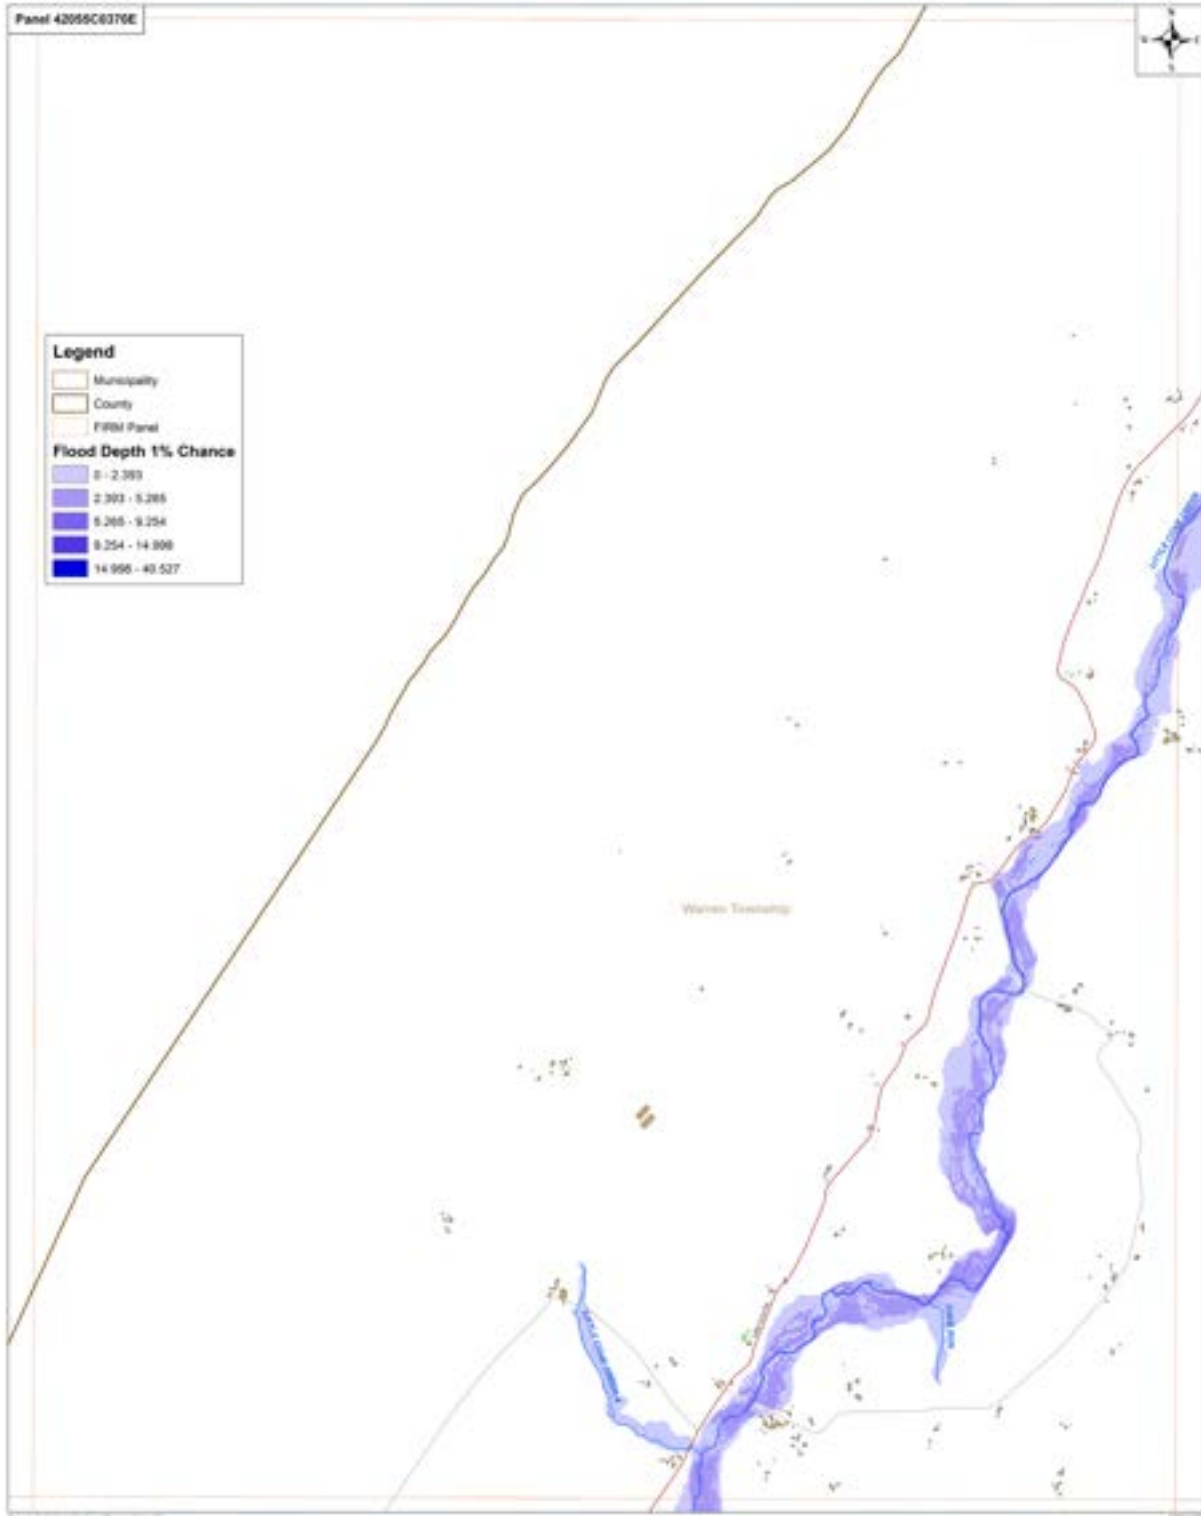 Panel 42055C0370E
N
Legend
Municipality
County
FIRM Panel
Flood Depth 1% Chance
0 - 2.393
2.393 - 5.265
5.265 - 9.254
9.254 - 14.998
14.998 - 40.527
Warren Township